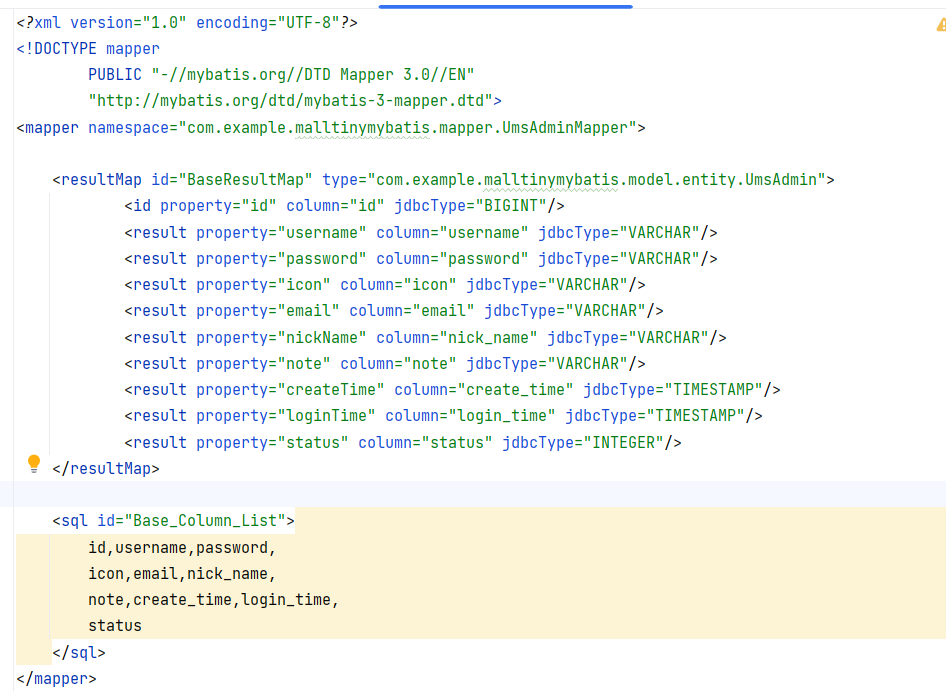 <?xml version="1.0" encoding="UTF-8"?>
<!DOCTYPE mapper
        PUBLIC "-//mybatis.org//DTD Mapper 3.0//EN"
        "http://mybatis.org/dtd/mybatis-3-mapper.dtd">
<mapper namespace="com.example.malltinymybatis.mapper.UmsAdminMapper">

    <resultMap id="BaseResultMap" type="com.example.malltinymybatis.model.entity.UmsAdmin">
            <id property="id" column="id" jdbcType="BIGINT"/>
            <result property="username" column="username" jdbcType="VARCHAR"/>
            <result property="password" column="password" jdbcType="VARCHAR"/>
            <result property="icon" column="icon" jdbcType="VARCHAR"/>
            <result property="email" column="email" jdbcType="VARCHAR"/>
            <result property="nickName" column="nick_name" jdbcType="VARCHAR"/>
            <result property="note" column="note" jdbcType="VARCHAR"/>
            <result property="createTime" column="create_time" jdbcType="TIMESTAMP"/>
            <result property="loginTime" column="login_time" jdbcType="TIMESTAMP"/>
            <result property="status" column="status" jdbcType="INTEGER"/>
    </resultMap>

    <sql id="Base_Column_List">
        id,username,password,
        icon,email,nick_name,
        note,create_time,login_time,
        status
    </sql>
</mapper>